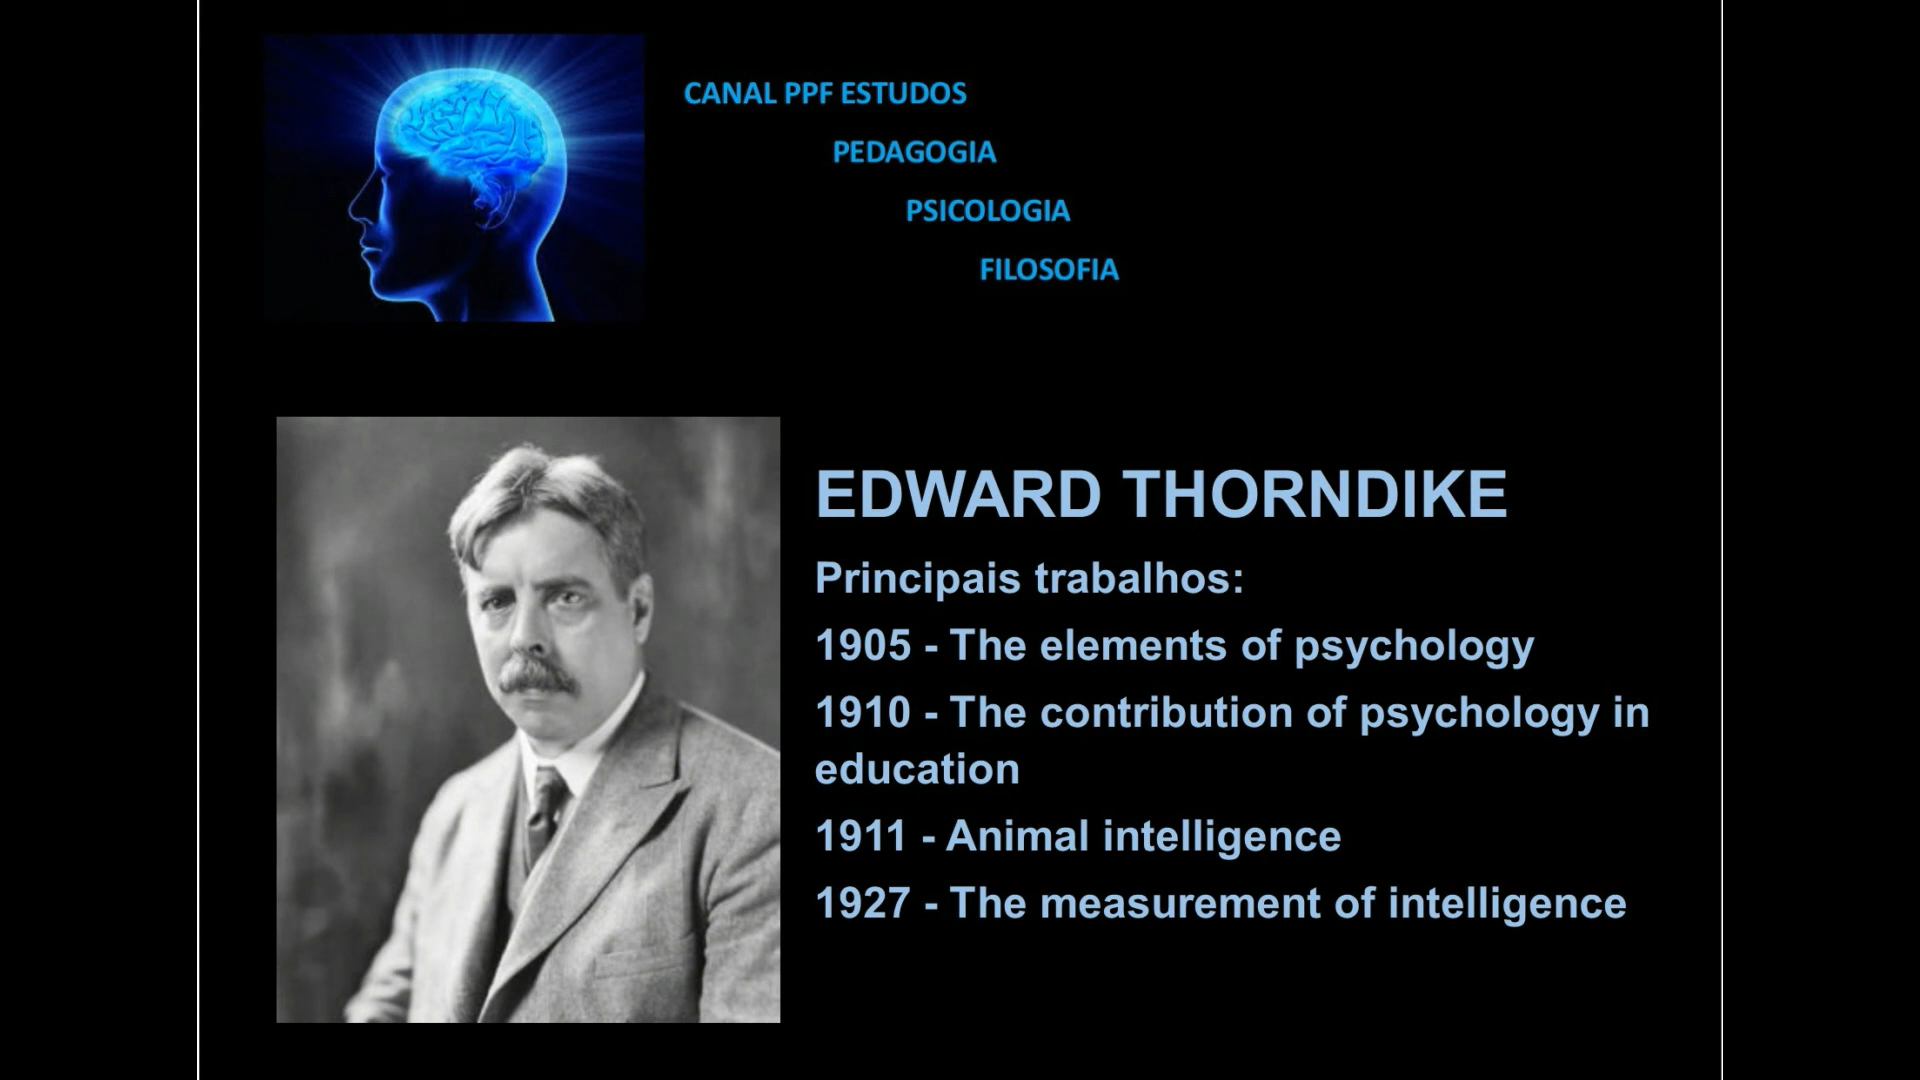 CANAL PPF ESTUDOS
PEDAGOGIA
PSICOLOGIA
FILOSOFIA
EDWARD THORNDIKE
Principais trabalhos:
1905 - The elements of psychology
1910 - The contribution of psychology in
education
1911 - Animal intelligence
1927 - The measurement of intelligence